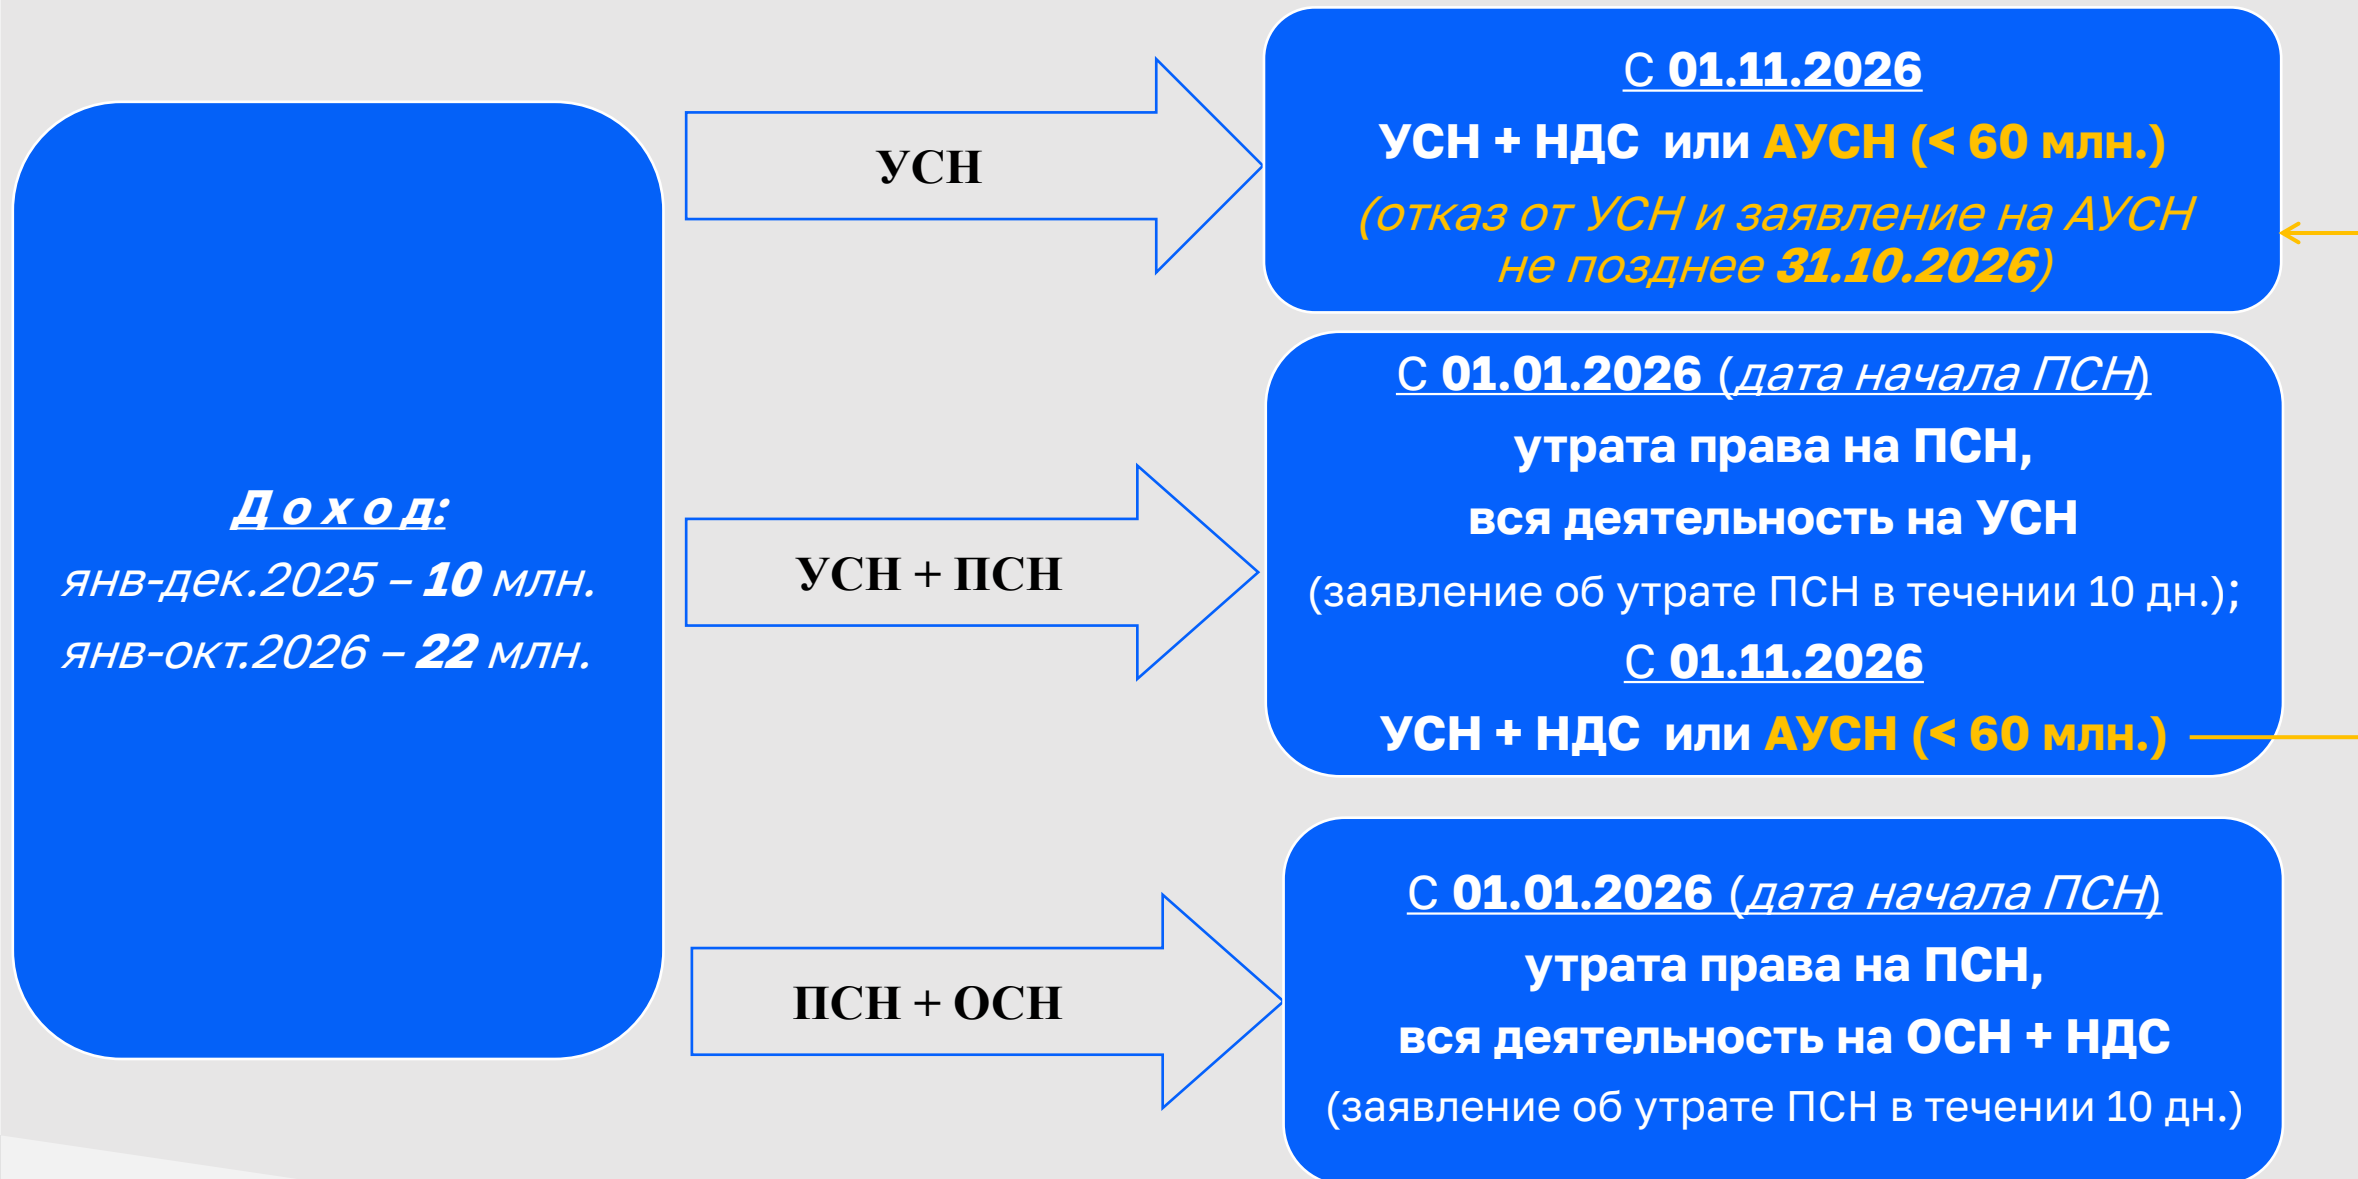 Д о х о д:
янв-дек.2025 – 10 млн.
янв-окт.2026 – 22 млн.
УСН
С 01.11.2026
УСН + НДС или АУСН (< 60 млн.)
(отказ от УСН и заявление на АУСН
не позднее 31.10.2026)
УСН + ПСН
С 01.01.2026 (дата начала ПСН)
утрата права на ПСН,
вся деятельность на УСН
(заявление об утрате ПСН в течении 10 дн.);
С 01.11.2026
УСН + НДС или АУСН (< 60 млн.)
ПСН + ОСН
С 01.01.2026 (дата начала ПСН)
утрата права на ПСН,
вся деятельность на ОСН + НДС
(заявление об утрате ПСН в течении 10 дн.)